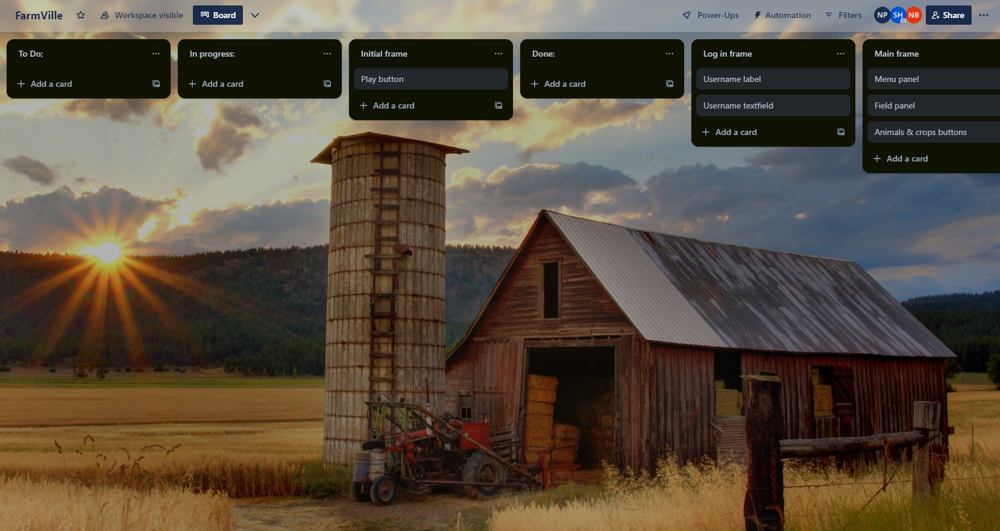 FarmVille
Workspace visible
Board
Power-Ups
Automation
Filters
NP
SH
NB
Share
To Do;
Add a card
In progress:
Add a card
Initial frame
Play button
Add a card
Done:
Add a card
Log in frame
Username label
Username textfield
Add a card
Main frame
Menu panel
Field panel
Animals & crops buttons
Add a card